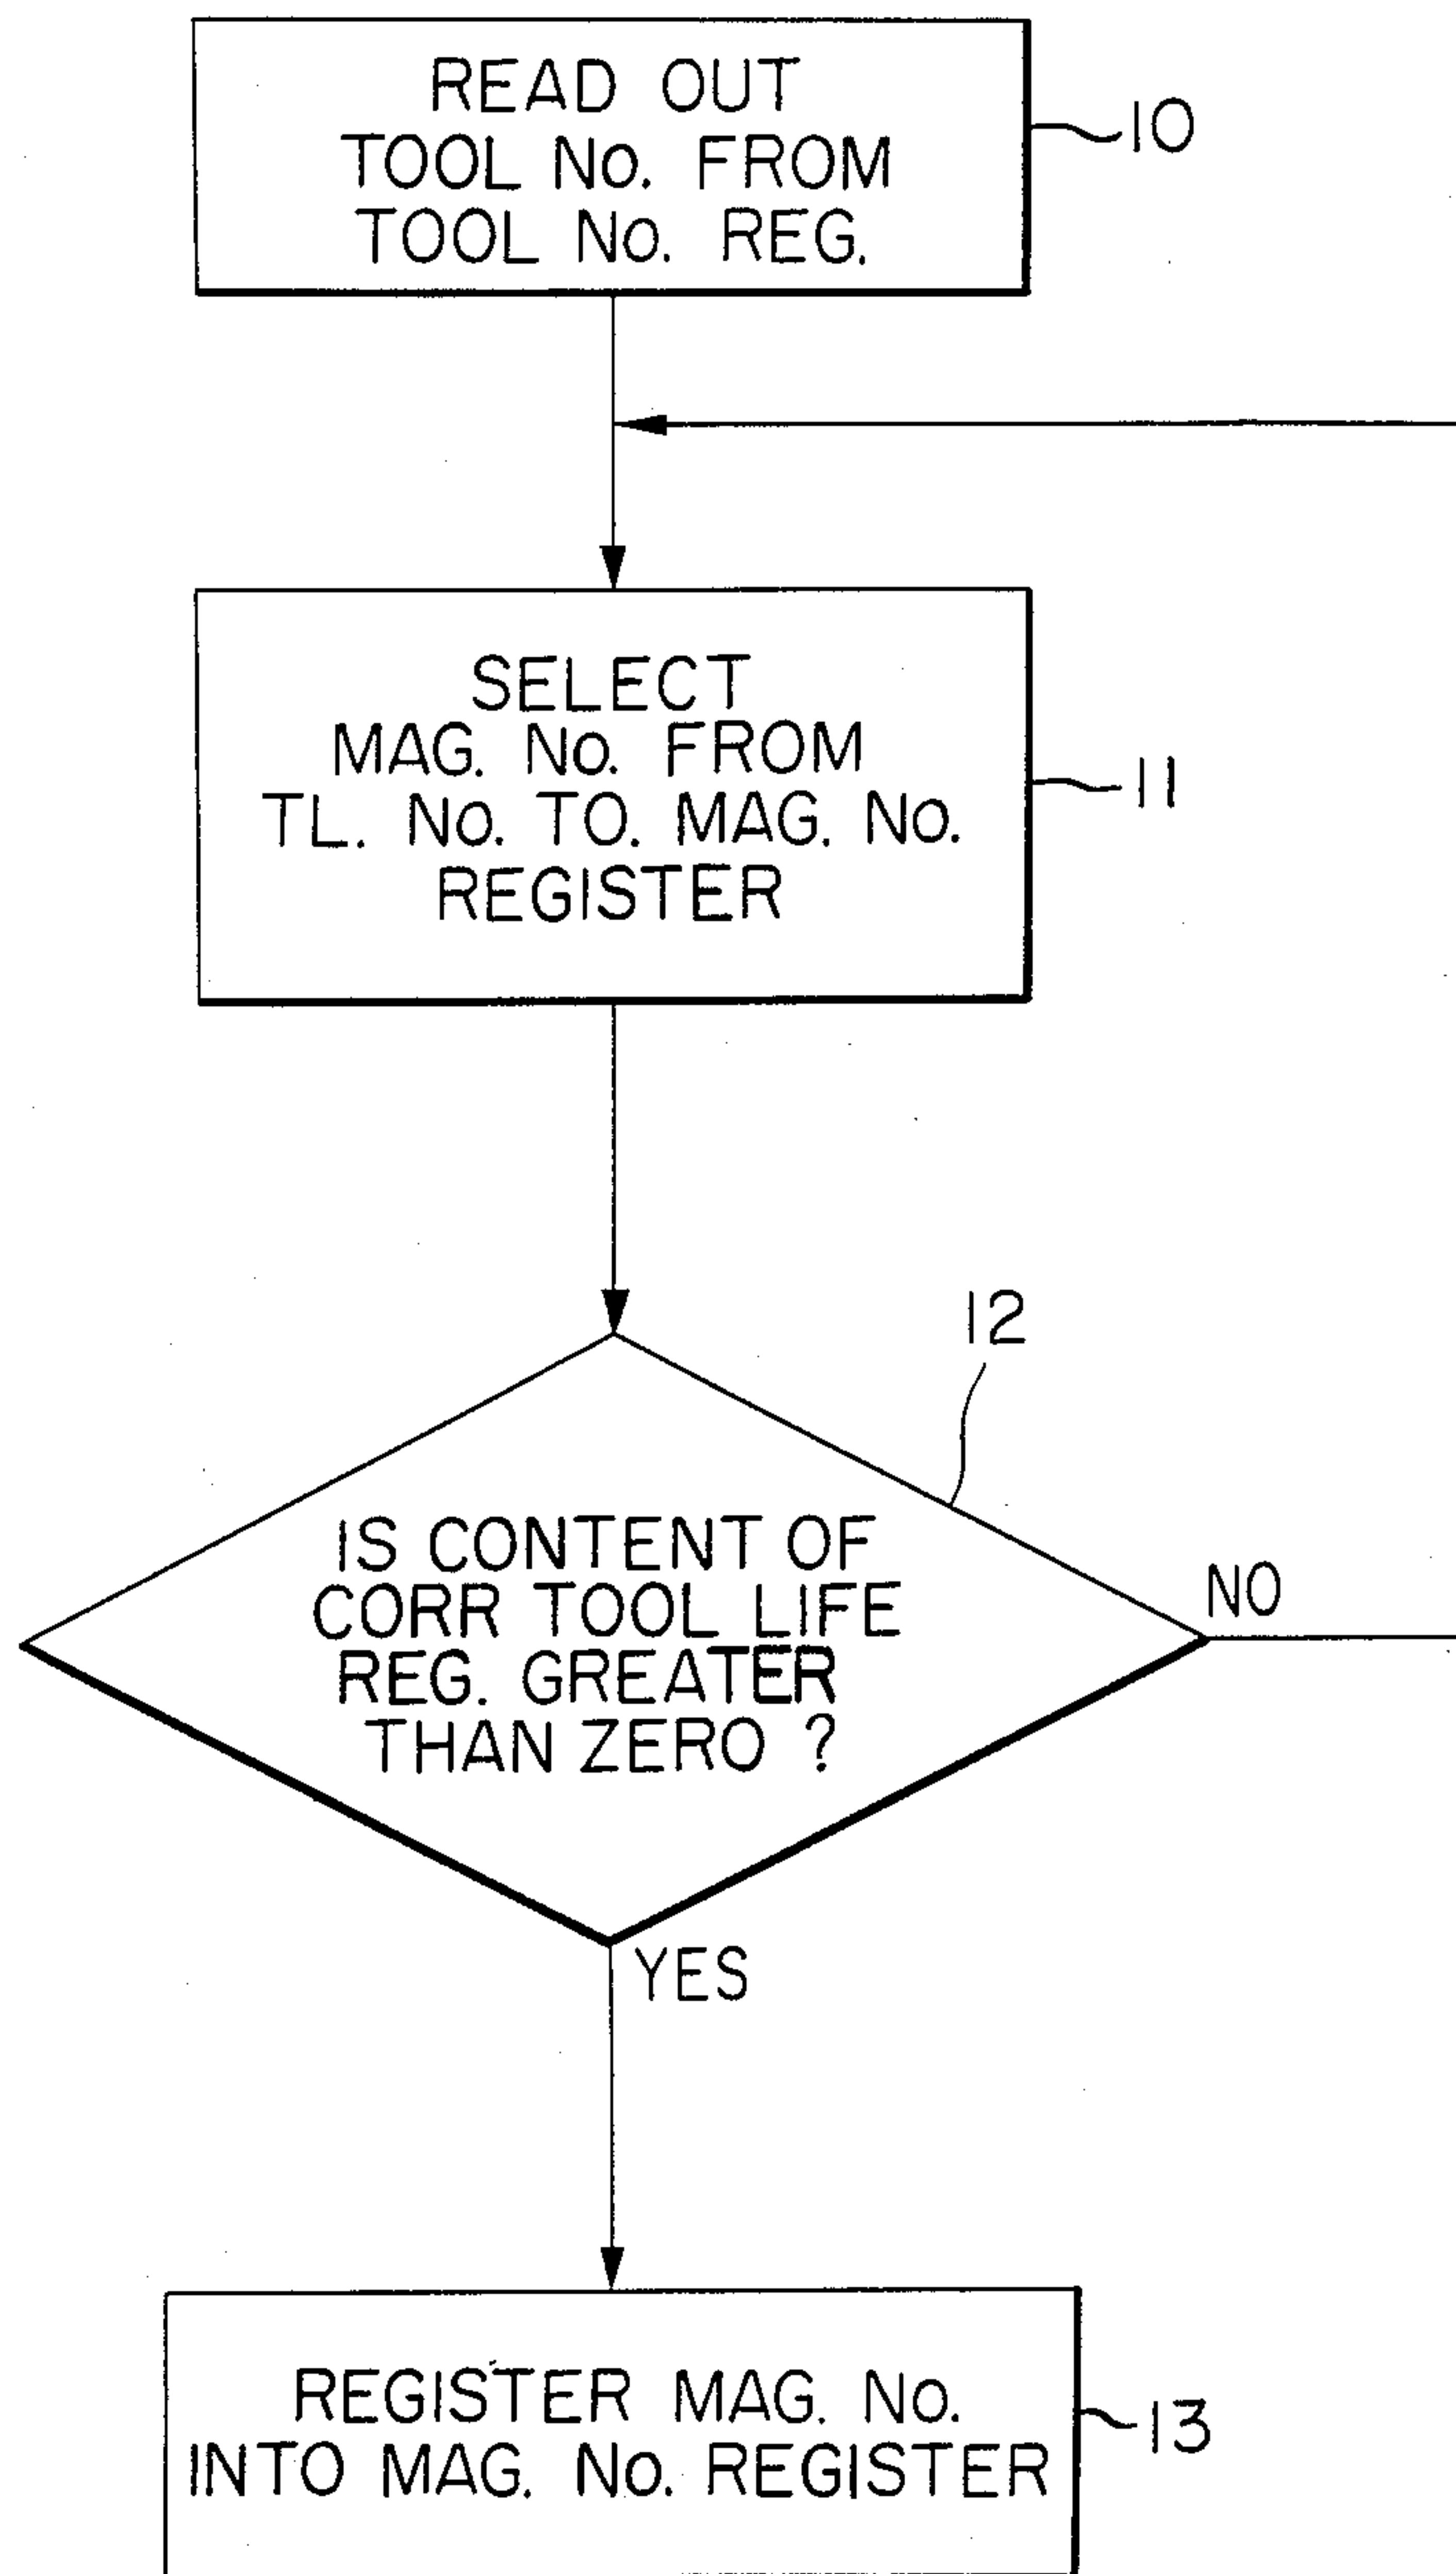 READ OUT
TOOL No. FROM
TOOL No. REG.
10
SELECT
MAG. No. FROM
TL. No. TO. MAG. No.
REGISTER
11
12
IS CONTENT OF
CORR TOOL LIFE
REG. GREATER
THAN ZERO ?
NO
YES
REGISTER MAG. No.
INTO MAG. No. REGISTER
13